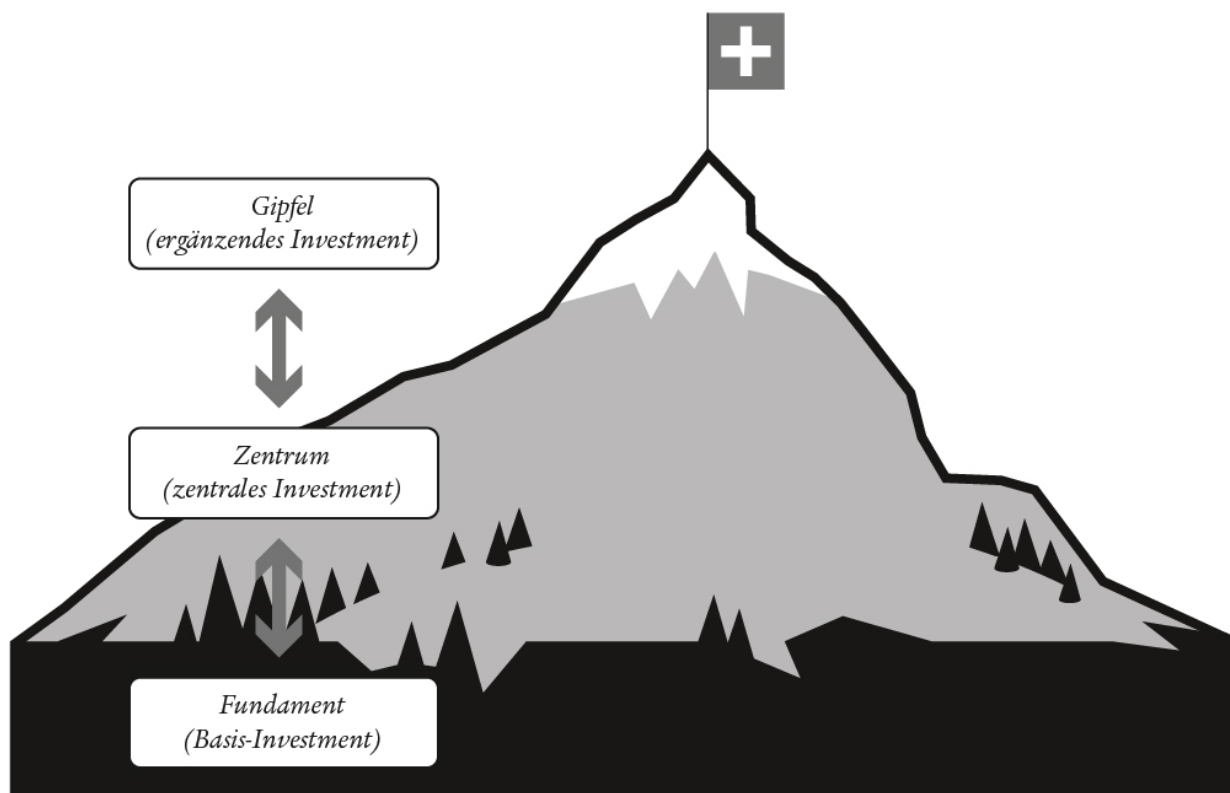 Gipfel
(ergänzendes Investment)
Zentrum
(zentrales Investment)
Fundament
(Basis-Investment)